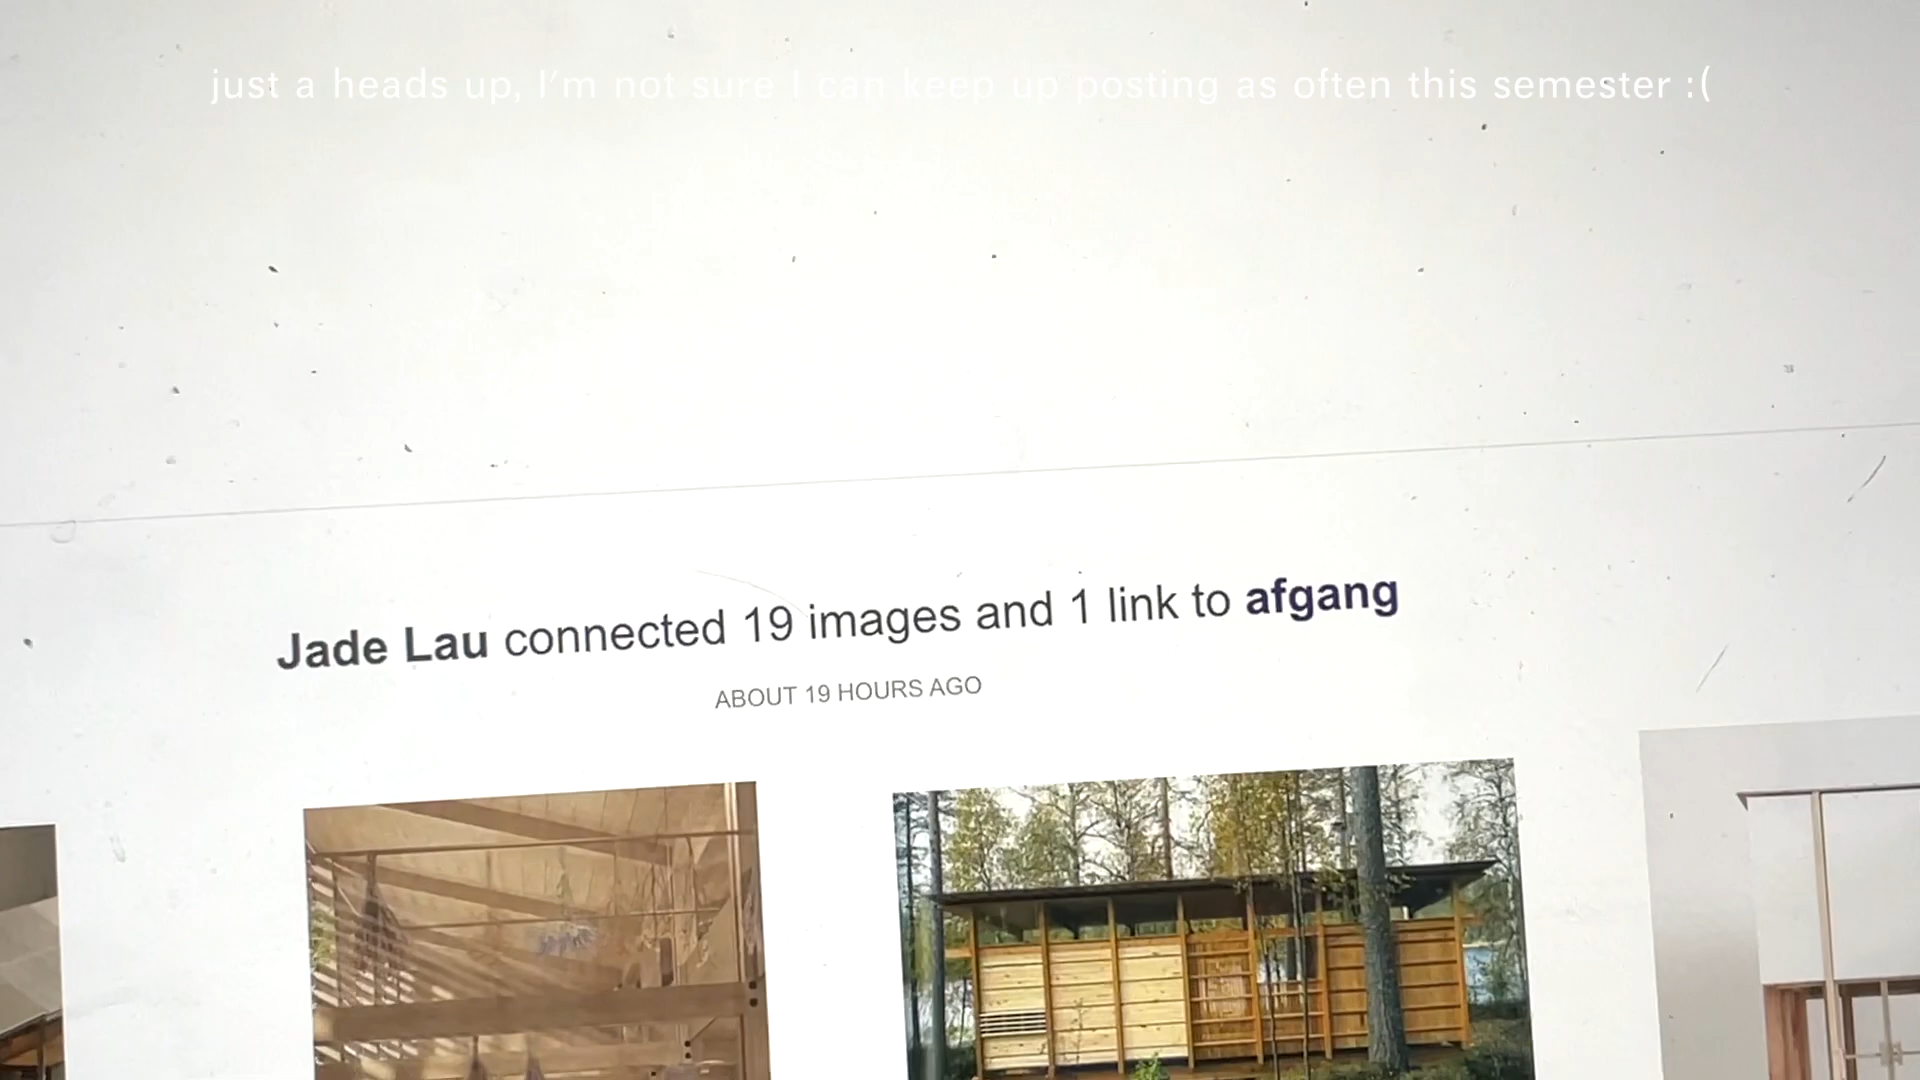 just a heads up, I'm not sure I can keep up posting as often this semester :(
Jade Lau connected 19 images and 1 link to afgang
ABOUT 19 HOURS AGO